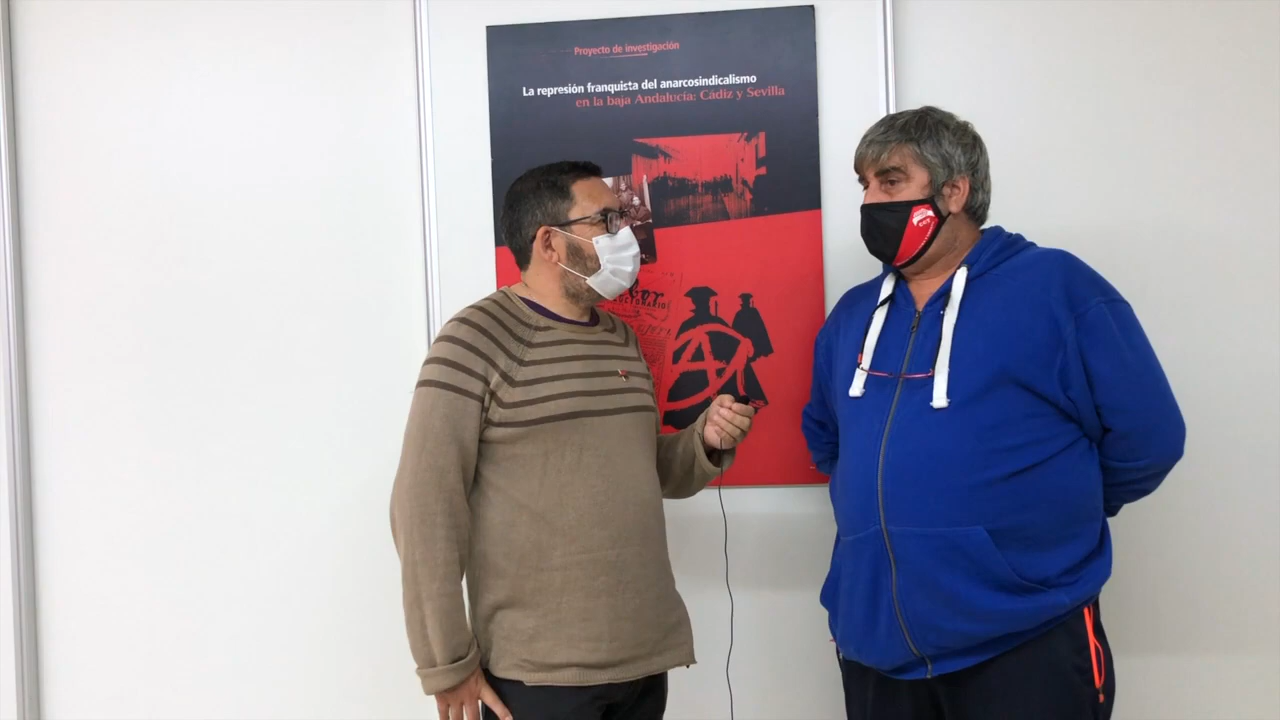 Proyecto de investigación
La represión franquista del anarcosindicalismo
en la baja Andalucía: Cádiz y Sevilla